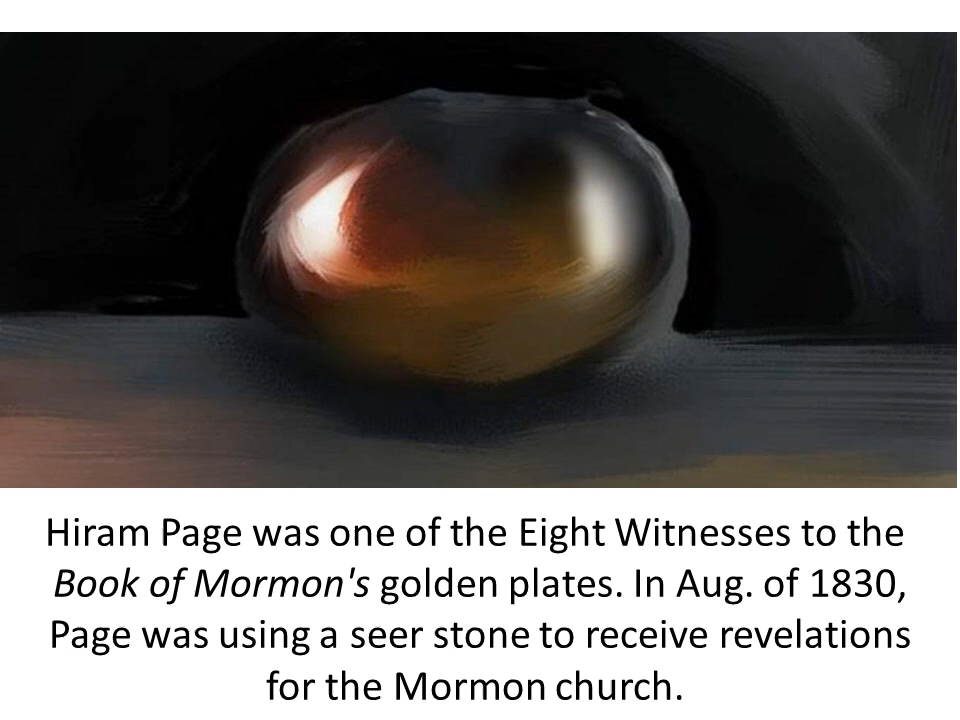 Hiram Page was one of the Eight Witnesses to the
Book of Mormon's golden plates. In Aug. of 1830,
Page was using a seer stone to receive revelations
for the Mormon church.